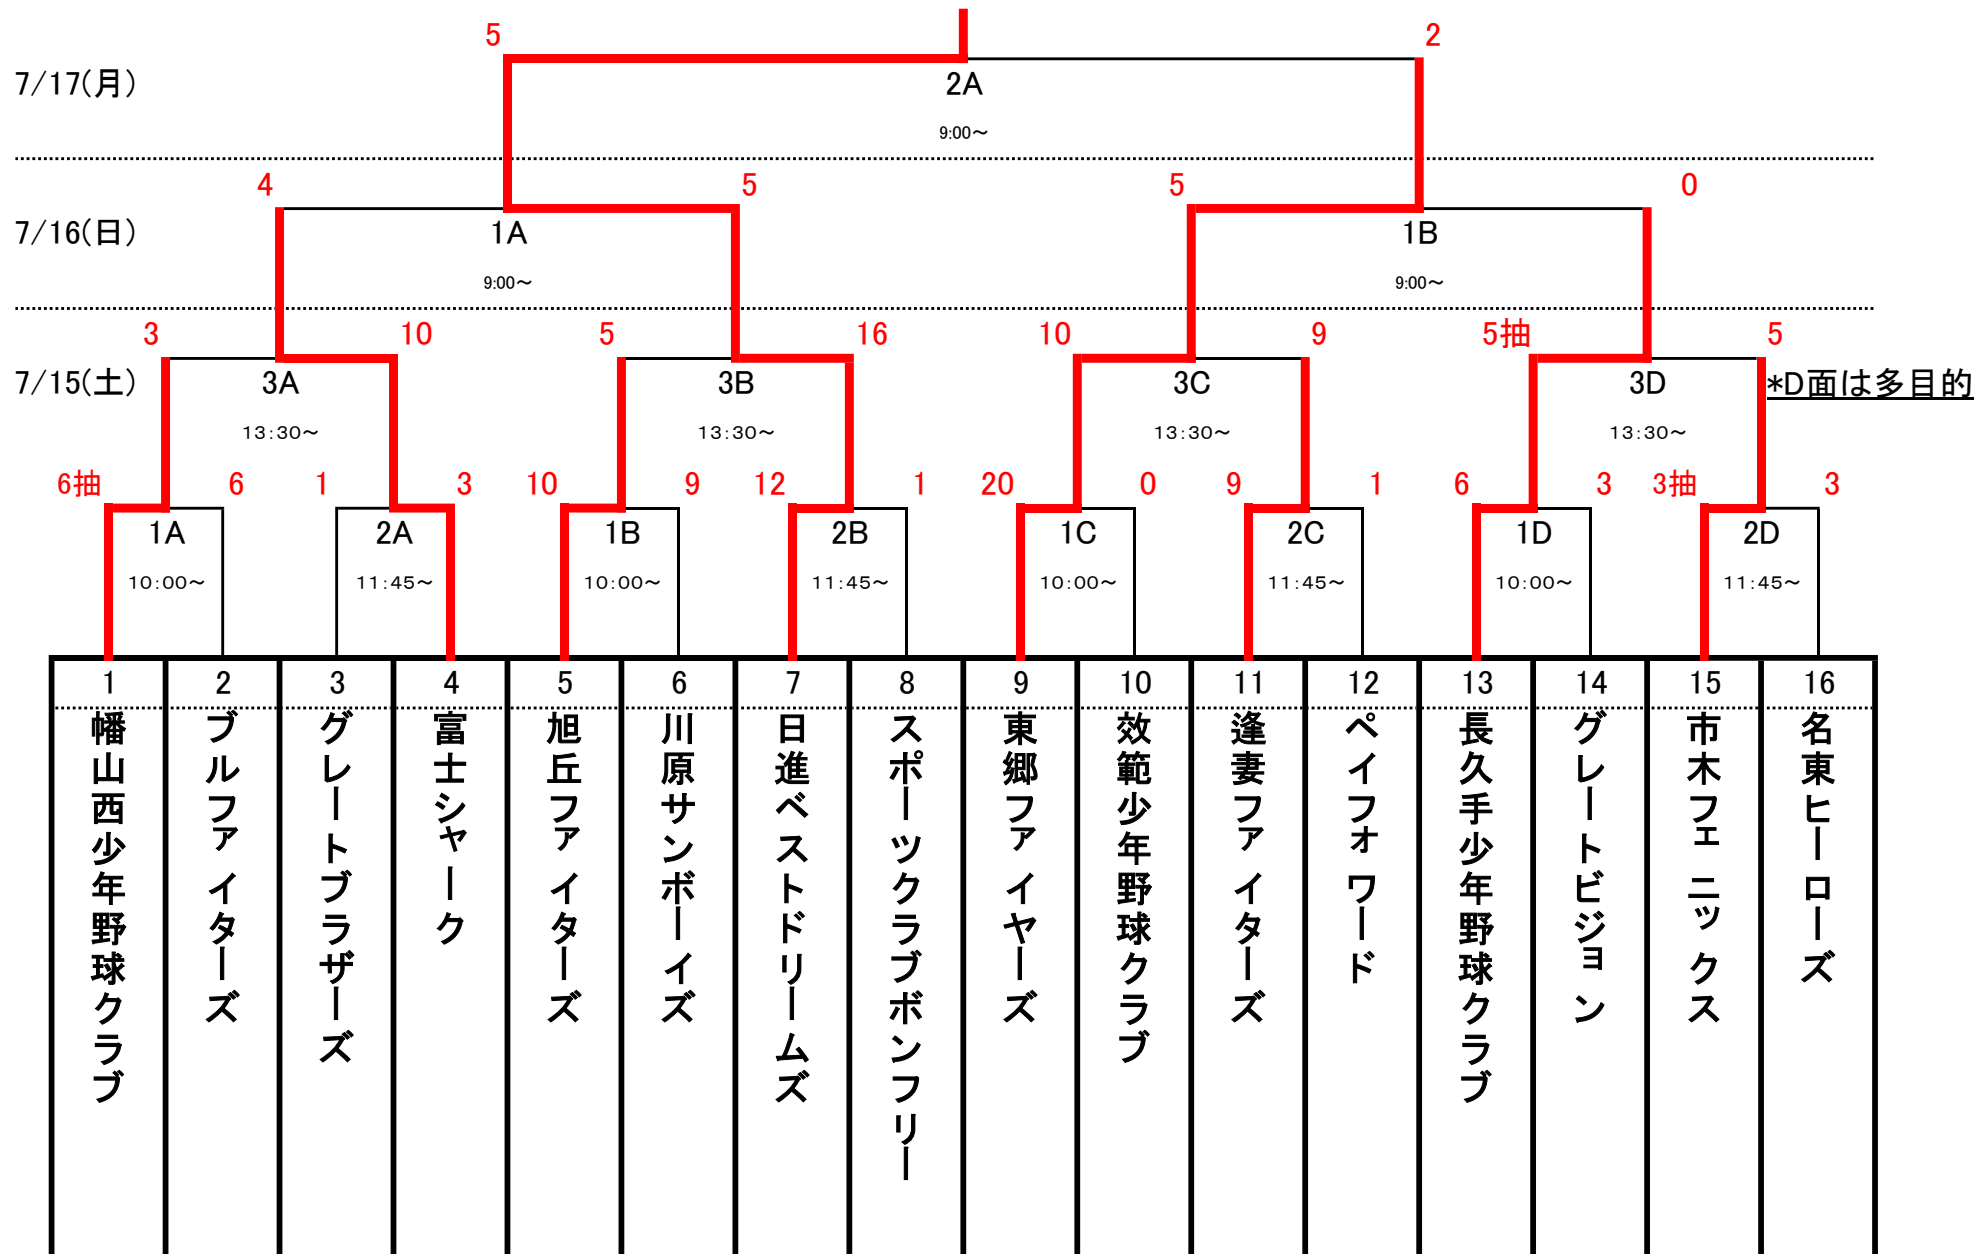 5 2
7/17(月) 2A
9:00～
4 5 5 0
7/16(日) 1A 1B
9:00～ 9:00～
3 10 5 16 10 9 5抽 5
7/15(土) 3A 3B 3C 3D *D面は多目的
13:30～ 13:30～ 13:30～ 13:30～
6抽 6 1 3 10 9 12 1 20 0 9 1 6 3 3抽 3
1A 2A 1B 2B 1C 2C 1D 2D
10:00～ 11:45～ 10:00～ 11:45～ 10:00～ 11:45～ 10:00～ 11:45～
1 2 3 4 5 6 7 8 9 10 11 12 13 14 15 16
幡山西少年野球クラブ
ブルファイターズ
グレートブラザーズ
富士シャーク
旭丘ファイターズ
川原サンボーイズ
日進ベストドリームズ
スポーツクラブボンフリー
東郷ファイヤーズ
效範少年野球クラブ
逢妻ファイターズ
ペイフォワード
長久手少年野球クラブ
グレートビジョン
市木フェニックス
名東ヒーローズ